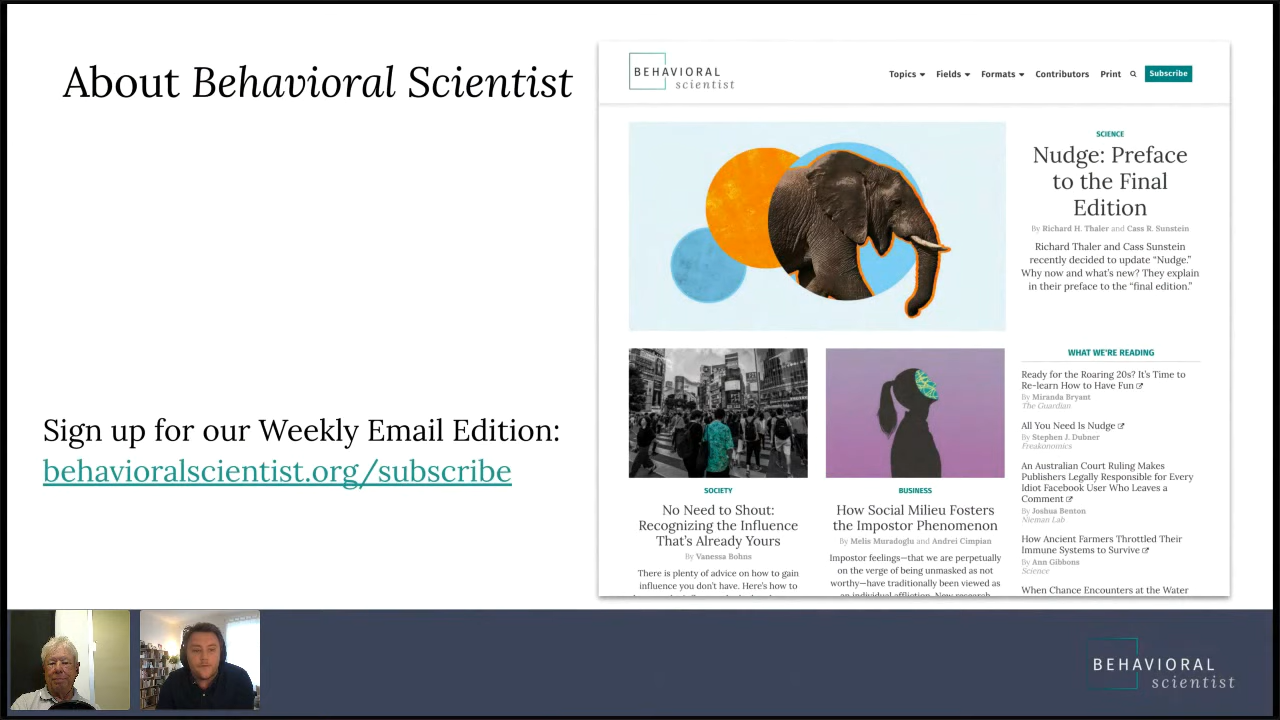 About Behavioral Scientist
Sign up for our Weekly Email Edition:
behavioralscientist.org/subscribe
BEHAVIORAL
scientist
Topics Fields Formats Contributors Print Subscribe
SCIENCE
Nudge: Preface
to the Final
Edition
By Richard H. Thaler and Cass R. Sunstein
Richard Thaler and Cass Sunstein
recently decided to update “Nudge.”
Why now and what’s new? They explain
in their preface to the “final edition.”
SOCIETY
No Need to Shout:
Recognizing the Influence
That’s Already Yours
By Vanessa Bohns
There is plenty of advice on how to gain
influence you don’t have. Here’s how to
BUSINESS
How Social Milieu Fosters
the Impostor Phenomenon
By Melis Muradoglu and Andrei Cimpian
Impostor feelings—that we are perpetually
on the verge of being unmasked as not
worthy—have traditionally been viewed as
an individual affliction. New research
WHAT WE’RE READING
Ready for the Roaring 20s? It’s Time to
Re-learn How to Have Fun
By Miranda Bryant
The Guardian
All You Need Is Nudge
By Stephen J. Dubner
Freakonomics
An Australian Court Ruling Makes
Publishers Legally Responsible for Every
Idiot Facebook User Who Leaves a
Comment
By Joshua Benton
Nieman Lab
How Ancient Farmers Throttled Their
Immune Systems to Survive
By Ann Gibbons
Science
When Chance Encounters at the Water
BEHAVIORAL
scientist